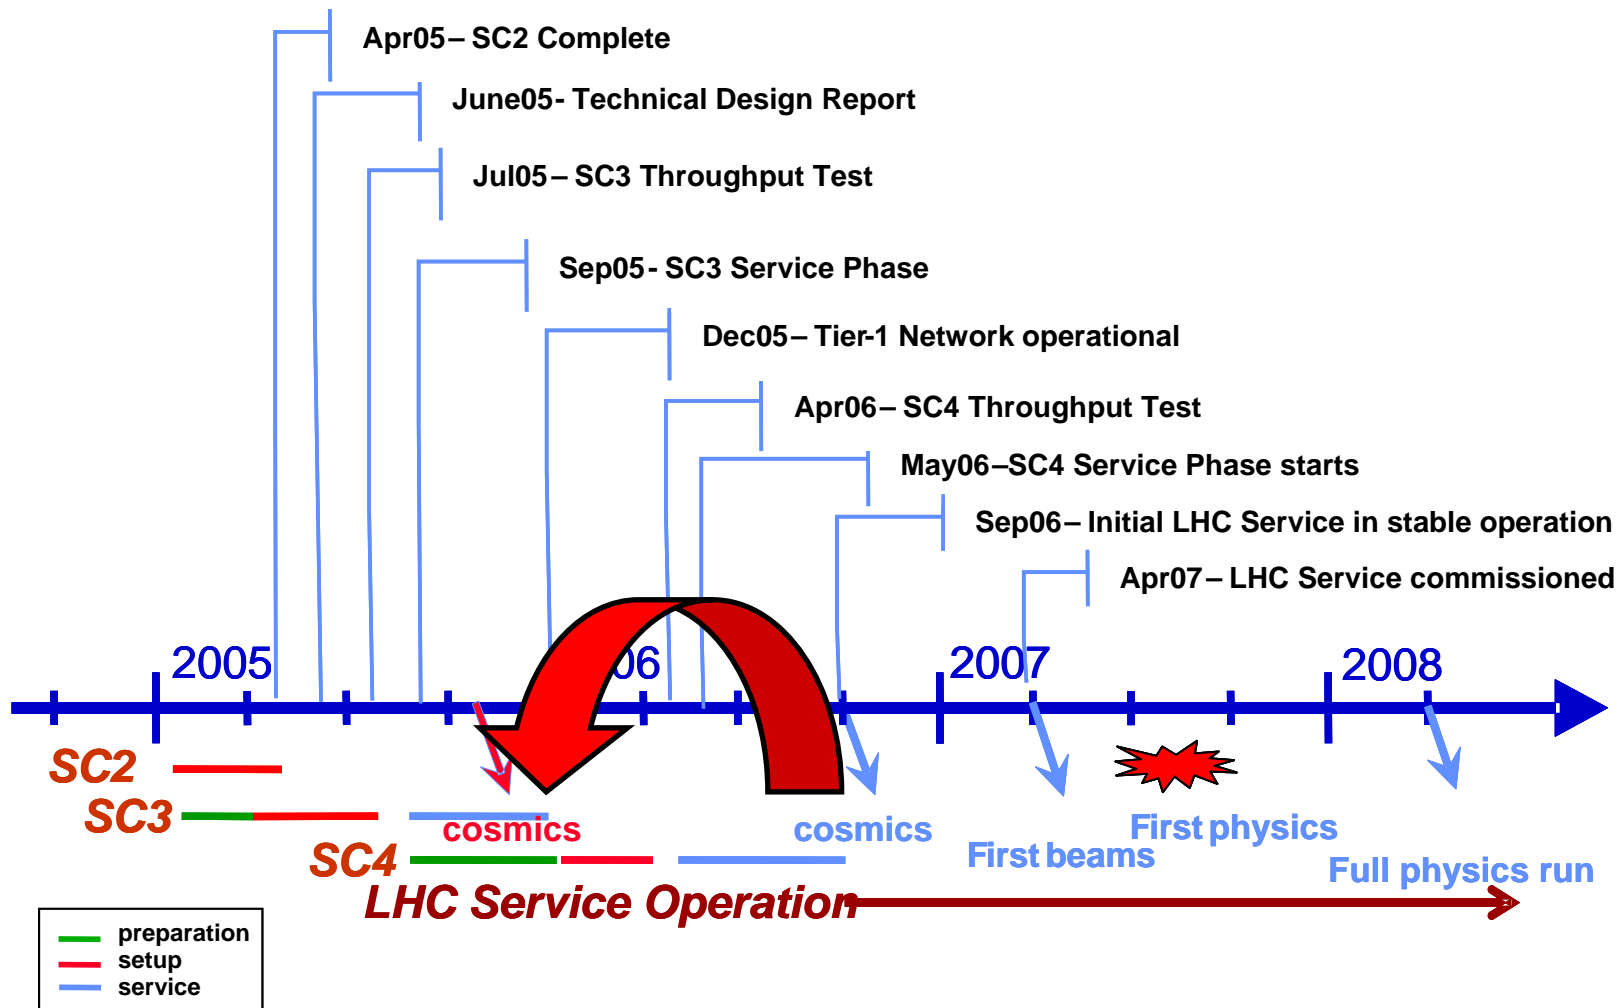 Apr05– SC2 Complete
June05- Technical Design Report
Jul05– SC3 Throughput Test
Sep05- SC3 Service Phase
Dec05– Tier-1 Network operational
Apr06– SC4 Throughput Test
May06–SC4 Service Phase starts
Sep06– Initial LHC Service in stable operation
Apr07– LHC Service commissioned
2005
06
2007
2008
SC2
SC3
cosmics
cosmics
First physics
SC4
First beams
Full physics run
LHC Service Operation
preparation
setup
service